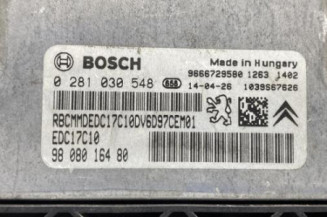 BOSCH
Made in Hungary
9666729580 1263 1402
0 281 030 548 658 14-04-26 1039S67626
RBCMMDEDC17C10DV6D97CEM01
EDC17C10
98 080 164 80